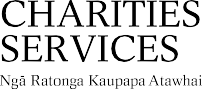 CHARITIES
SERVICES
Ngā Ratonga Kaupapa Atawhai